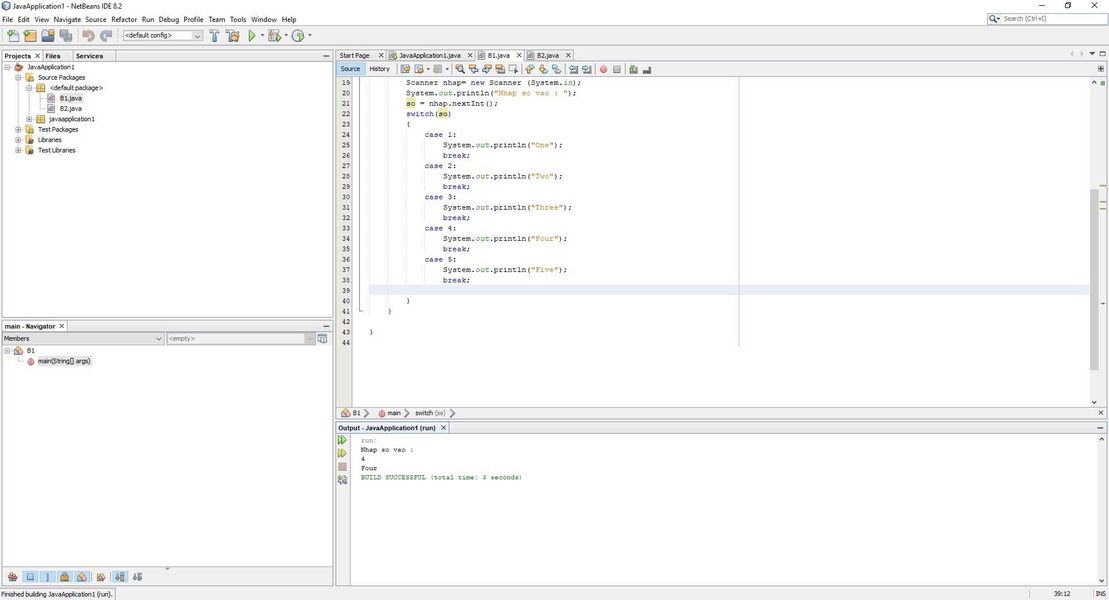 JavaApplication1 - NetBeans IDE 8.2
File Edit View Navigate Source Refactor Run Debug Profile Team Tools Window Help
Search (Ctrl+I)
<default config>
Projects Files Services
JavaApplication1
Source Packages
<default package>
B1.java
B2.java
javaapplication1
Test Packages
Libraries
Test Libraries
main - Navigator
Members
<empty>
B1
main(String[] args)
Start Page JavaApplication1.java B1.java B2.java
Source History
19 Scanner nhap= new Scanner (System.in);
20 System.out.println("Nhap so vao : ");
21 so = nhap.nextInt();
22 switch(so)
23 {
24 case 1:
25 System.out.println("One");
26 break;
27 case 2:
28 System.out.println("Two");
29 break;
30 case 3:
31 System.out.println("Three");
32 break;
33 case 4:
34 System.out.println("Four");
35 break;
36 case 5:
37 System.out.println("Five");
38 break;
39
40 }
41 }
42
43 }
44
B1 main switch (so)
Output - JavaApplication1 (run)
run:
Nhap so vao :
4
Four
BUILD SUCCESSFUL (total time: 3 seconds)
Finished building JavaApplication1 (run).
39:12 INS